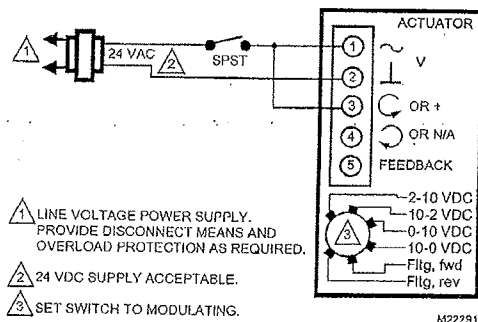 ACTUATOR
1
24 VAC
2
SPST
1
~
V
2
3
OR +
4
OR N/A
5
FEEDBACK
2-10 VDC
10-2 VDC
3
0-10 VDC
10-0 VDC
Fltg, fwd
Fltg, rev
1 LINE VOLTAGE POWER SUPPLY.
PROVIDE DISCONNECT MEANS AND
OVERLOAD PROTECTION AS REQUIRED.
2 24 VDC SUPPLY ACCEPTABLE.
3 SET SWITCH TO MODULATING.
M22291